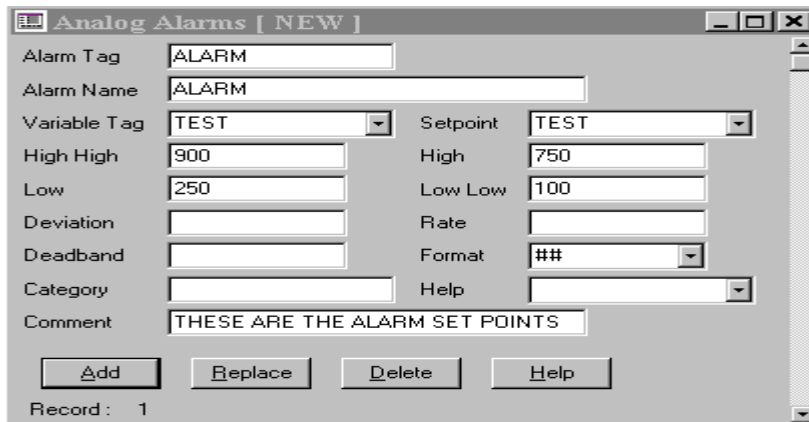 Analog Alarms [ NEW ]
Alarm Tag ALARM
Alarm Name ALARM
Variable Tag TEST Setpoint TEST
High High 900 High 750
Low 250 Low Low 100
Deviation Rate
Deadband Format ##
Category Help
Comment THESE ARE THE ALARM SET POINTS
Add Replace Delete Help
Record : 1